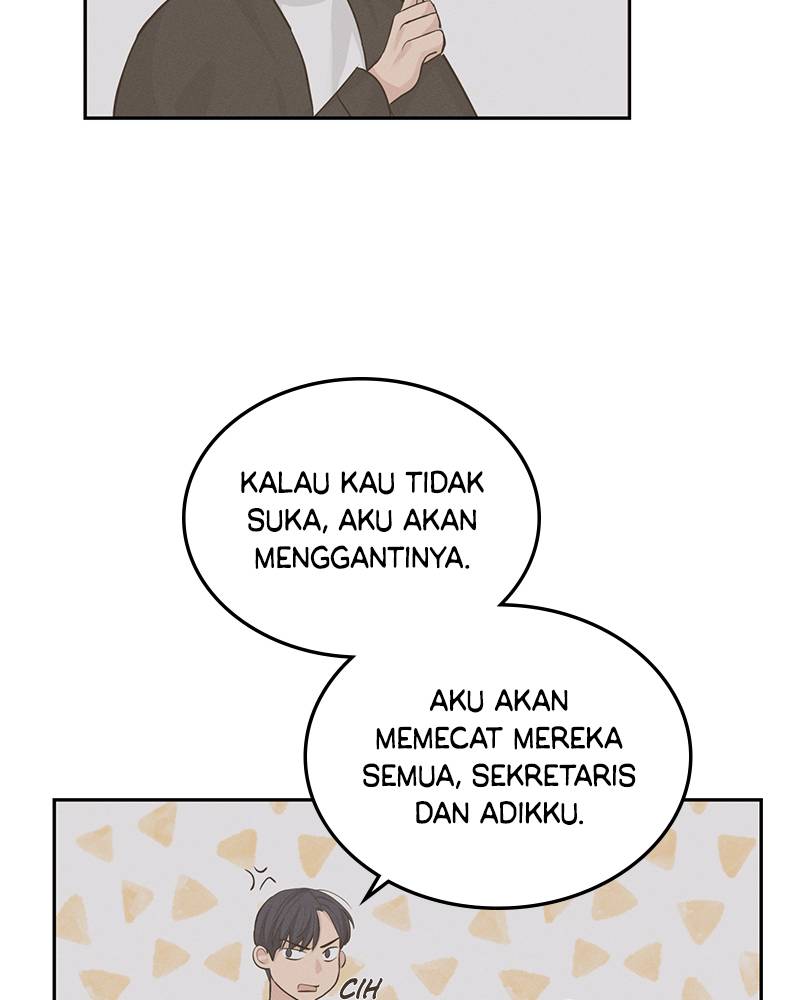 KALAU KAU TIDAK
SUKA, AKU AKAN
MENGGANTINYA.
AKU AKAN
MEMECAT MEREKA
SEMUA, SEKRETARIS
DAN ADIKKU.
CIH